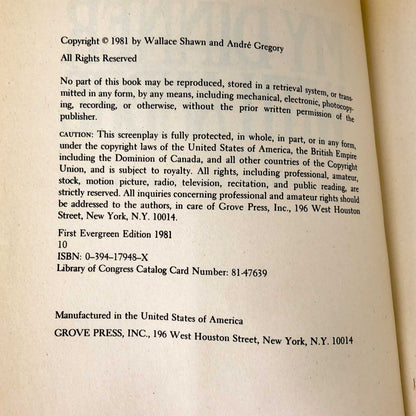 Copyright © 1981 by Wallace Shawn and André Gregory
All Rights Reserved
No part of this book may be reproduced, stored in a retrieval system, or trans-
mitted in any form, by any means, including mechanical, electronic, photocopy-
ing, recording, or otherwise, without the prior written permission of the
publisher.
CAUTION: This screenplay is fully protected, in whole, in part, or in any form,
under the copyright laws of the United States of America, the British Empire
including the Dominion of Canada, and all other countries of the Copyright
Union, and is subject to royalty. All rights, including professional, amateur,
stock, motion picture, radio, television, recitation, and public reading, are
strictly reserved. All inquiries concerning professional and amateur rights should
be addressed to the authors, in care of Grove Press, Inc., 196 West Houston
Street, New York, N.Y. 10014.
First Evergreen Edition 1981
10
ISBN: 0-394-17948-X
Library of Congress Catalog Card Number: 81-47639
Manufactured in the United States of America
GROVE PRESS, INC., 196 West Houston Street, New York, N.Y. 10014